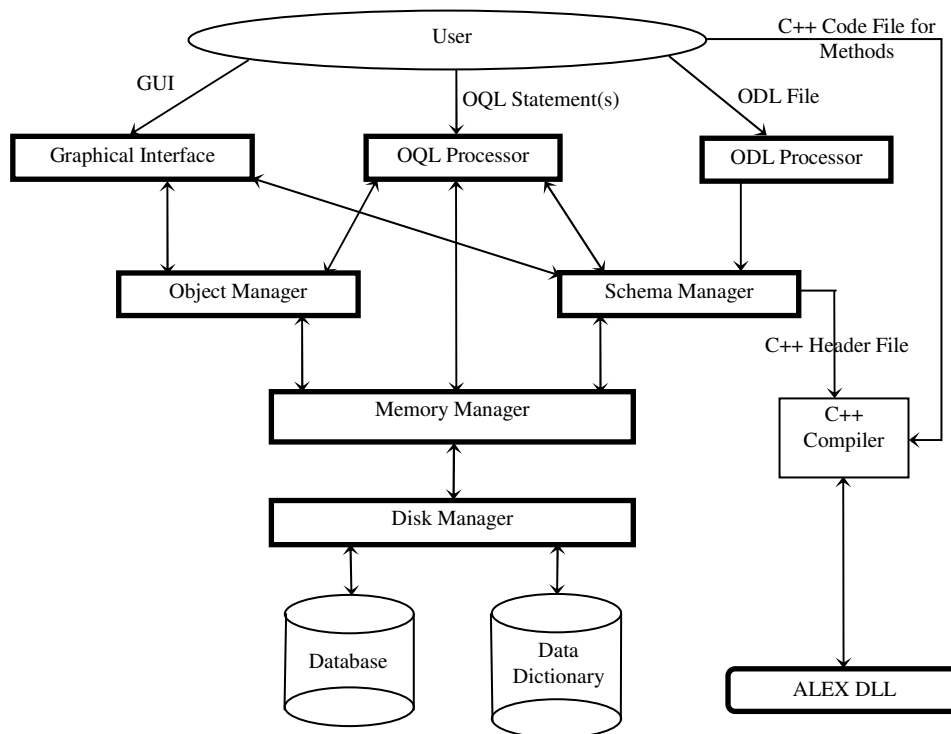 User
C++ Code File for
Methods
GUI
OQL Statement(s)
ODL File
Graphical Interface
OQL Processor
ODL Processor
Object Manager
Schema Manager
C++ Header File
Memory Manager
C++
Compiler
Disk Manager
Database
Data
Dictionary
ALEX DLL